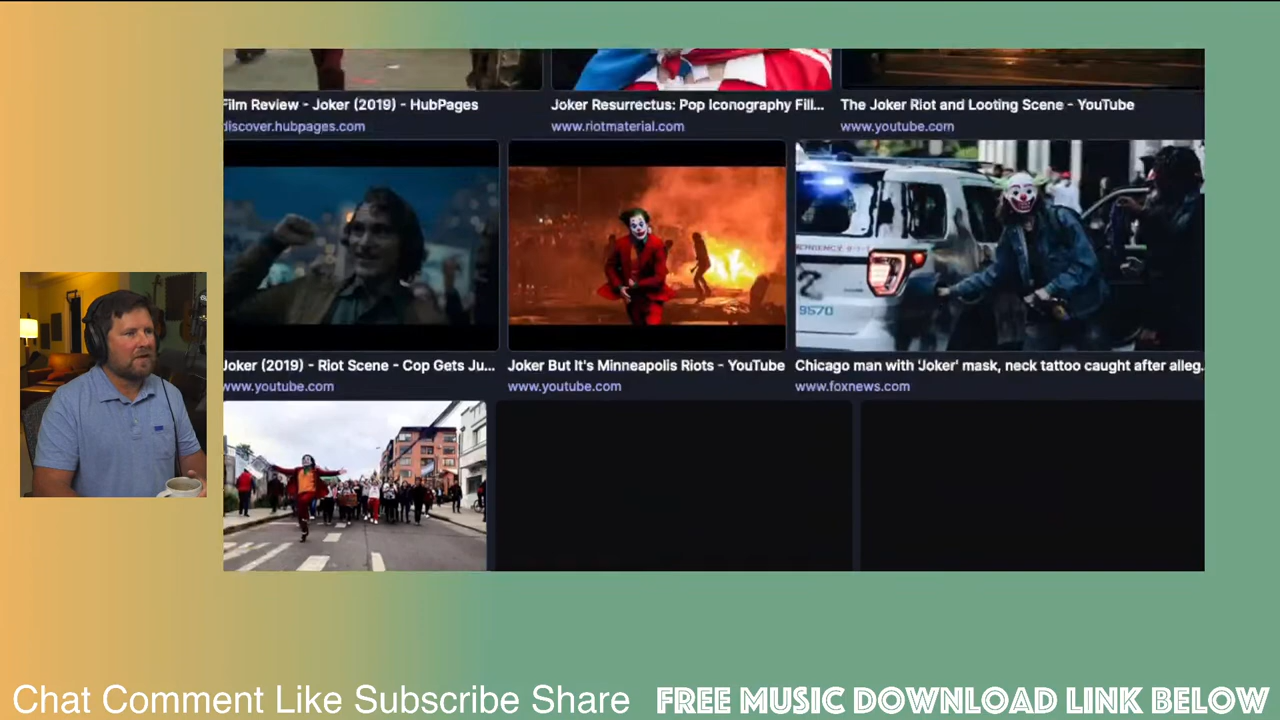 Film Review - Joker (2019) - HubPages
discover.hubpages.com
Joker Resurrectus: Pop Iconography Fill...
www.riotmaterial.com
The Joker Riot and Looting Scene - YouTube
www.youtube.com
Joker (2019) - Riot Scene - Cop Gets Ju...
www.youtube.com
Joker But It's Minneapolis Riots - YouTube
www.youtube.com
9570
Chicago man with 'Joker' mask, neck tattoo caught after alleg..
www.foxnews.com
Chat Comment Like Subscribe Share
FREE MUSIC DOWNLOAD LINK BELOW